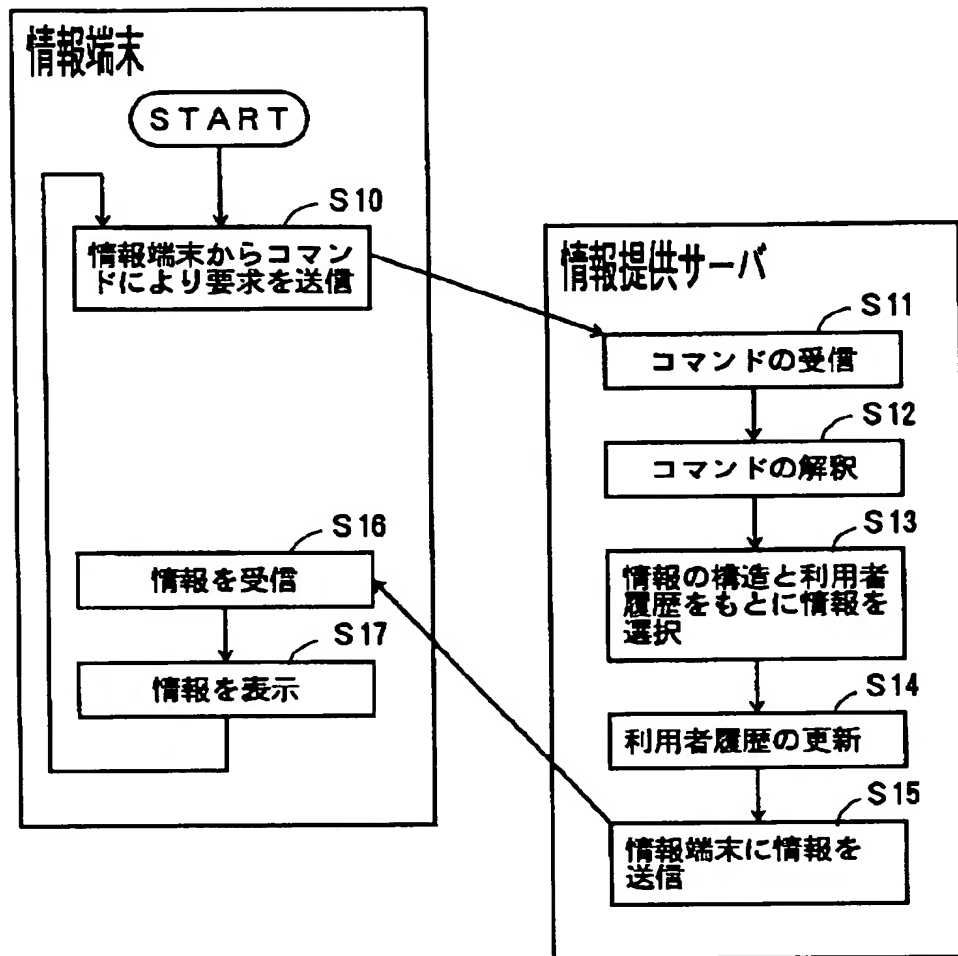 情報端末
START
S10
情報端末からコマン
ドにより要求を送信
情報提供サーバ
S11
コマンドの受信
S12
コマンドの解釈
S13
情報の構造と利用者
履歴をもとに情報を
選択
S14
利用者履歴の更新
S15
情報端末に情報を
送信
S16
情報を受信
S17
情報を表示